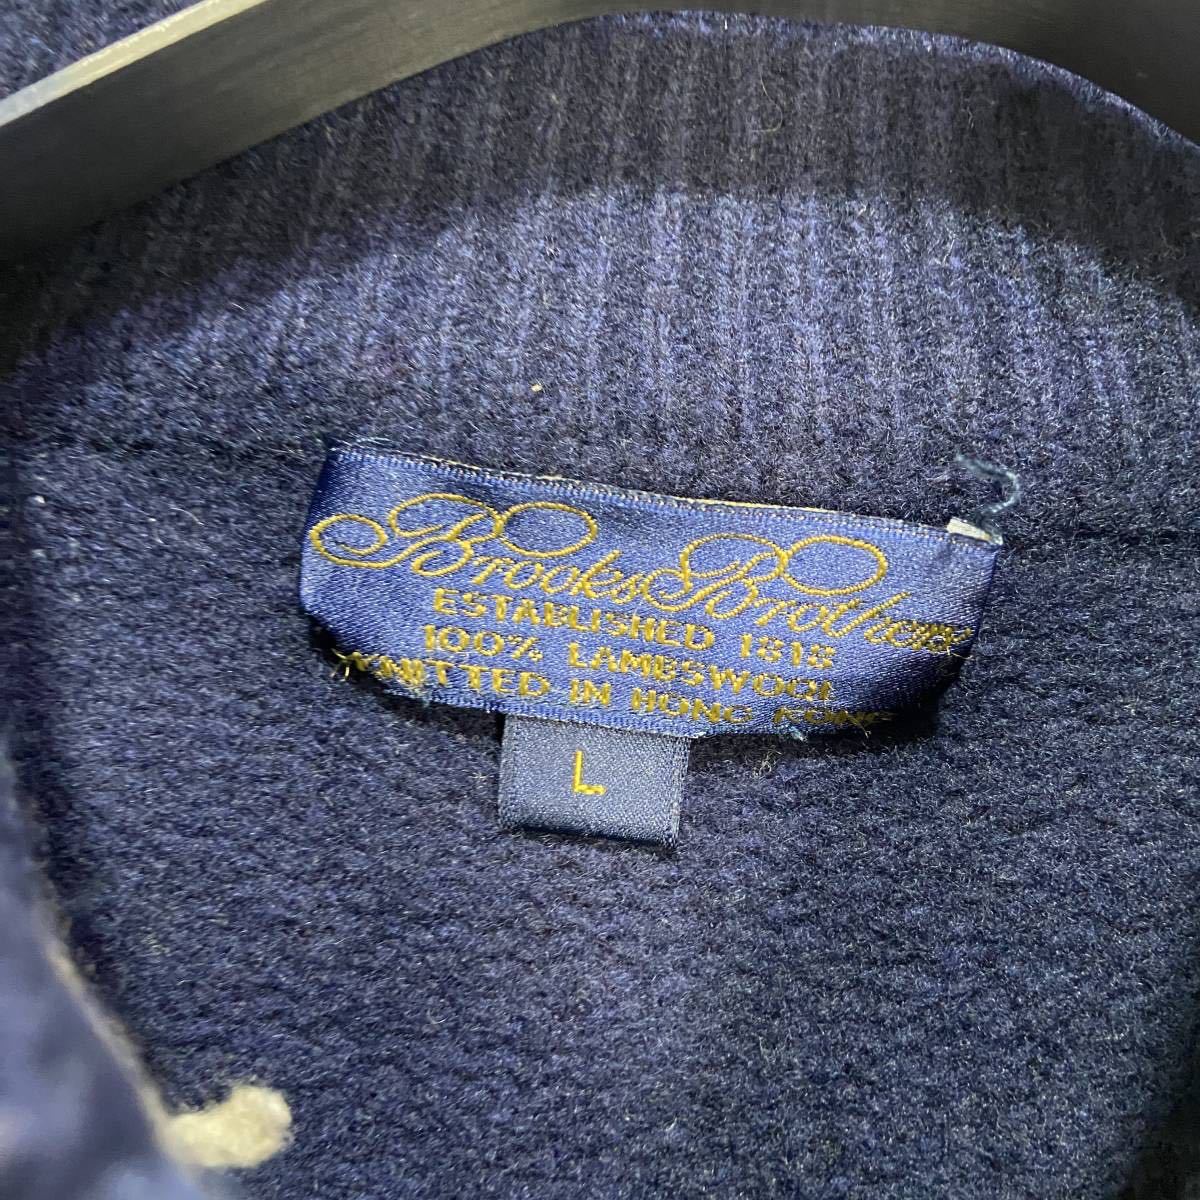 Brooks Brothers
ESTABLISHED 1818
100% LAMBSWOOL
KNITTED IN HONG KONG
L